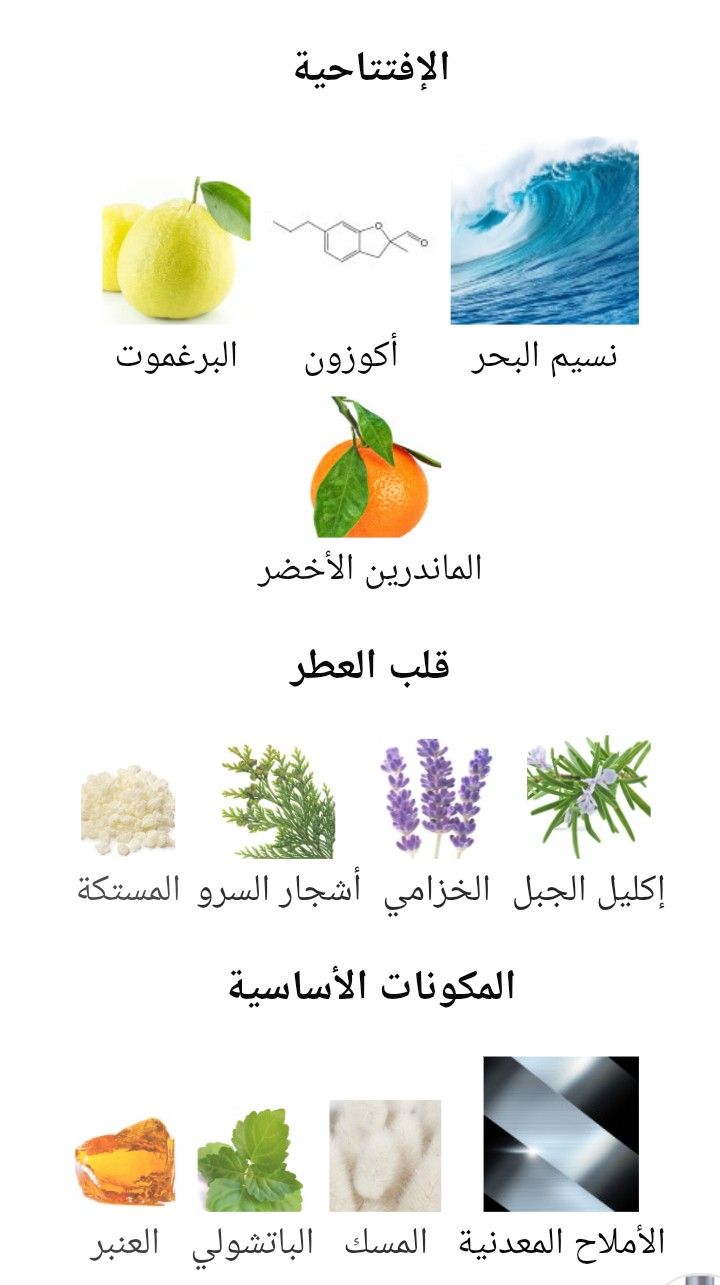 الإفتتاحية
نسيم البحر أكوزون البرغموت
الماندرين الأخضر
قلب العطر
إكليل الجبل الخزامي أشجار السرو المستكة
المكونات الأساسية
الأملاح المعدنية المسك الباتشولي العنبر